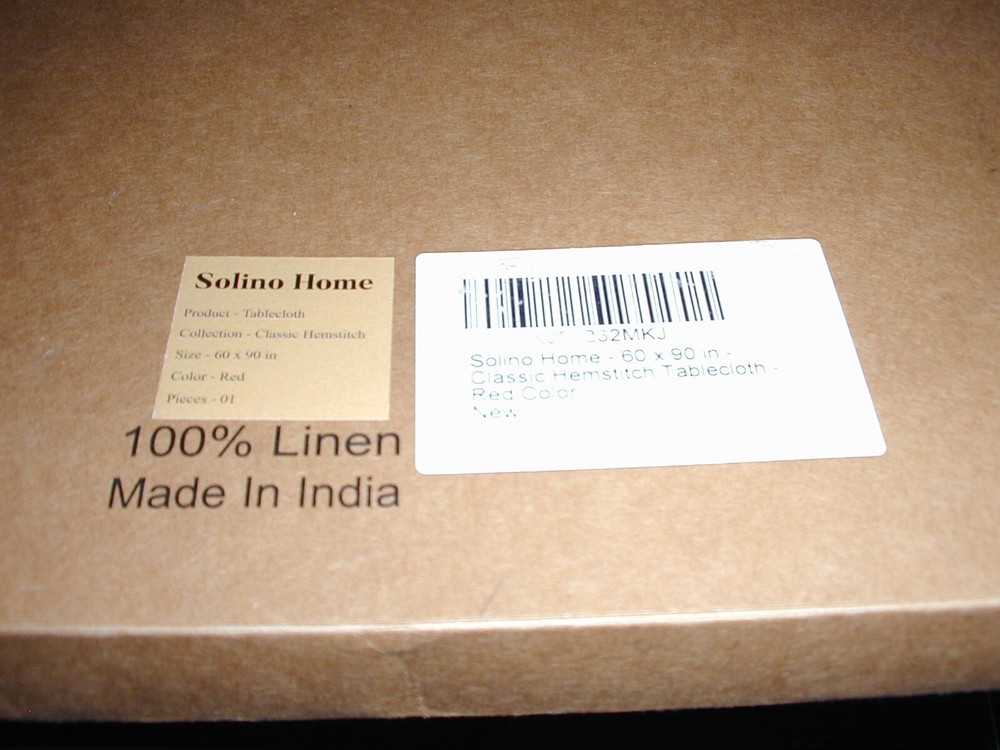 Solino Home
Product - Tablecloth
Collection - Classic Hemstitch
Size - 60 x 90 in
Color - Red
Pieces - 01
100% Linen
Made In India
Solino Home - 60 x 90 in -
Classic Hemstitch Tablecloth -
Red Color
New